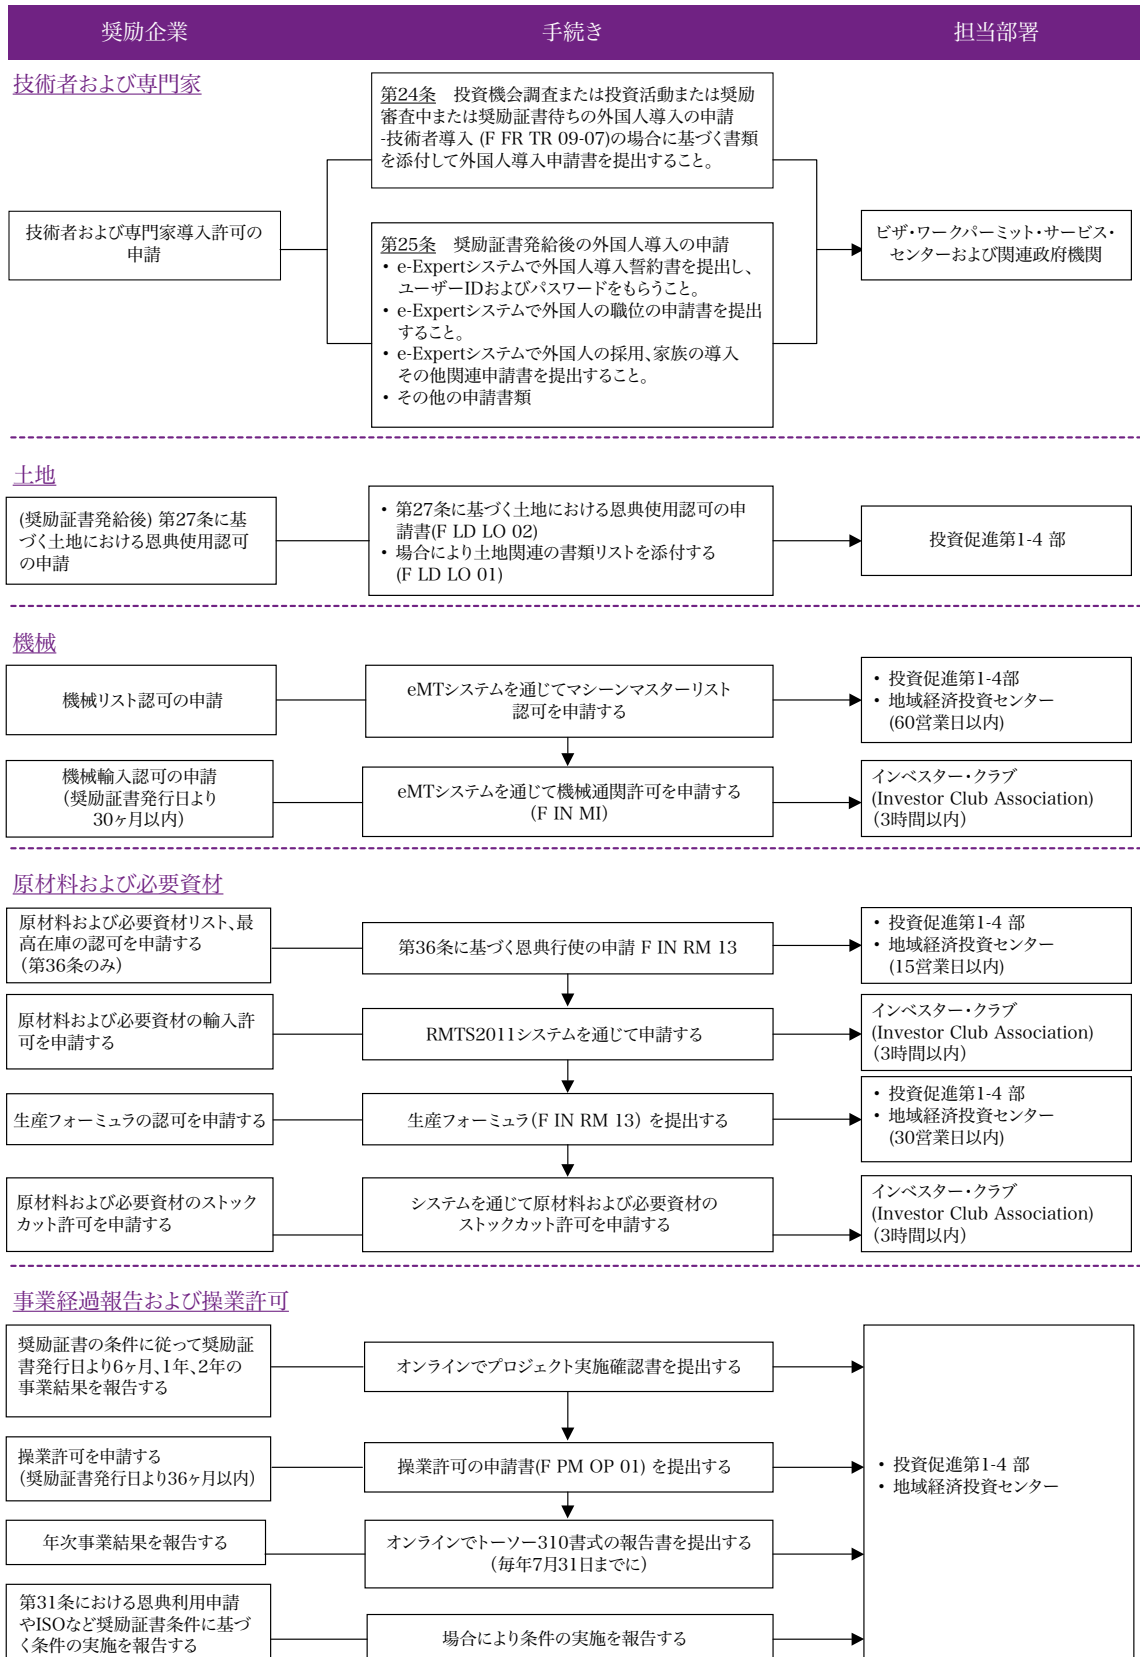 奨励企業
手続き
担当部署
技術者および専門家
技術者および専門家導入許可の
申請
第24条　投資機会調査または投資活動または奨励
審査中または奨励証書待ちの外国人導入の申請
-技術者導入 (F FR TR 09-07)の場合に基づく書類
を添付して外国人導入申請書を提出すること。
第25条　奨励証書発給後の外国人導入の申請
・ e-Expertシステムで外国人導入誓約書を提出し、
ユーザーIDおよびパスワードをもらうこと。
・ e-Expertシステムで外国人の職位の申請書を提出
すること。
・ e-Expertシステムで外国人の採用、家族の導入
その他関連申請書を提出すること。
・ その他の申請書類
ビザ・ワークパーミット・サービス・
センターおよび関連政府機関
土地
(奨励証書発給後) 第27条に基
づく土地における恩典使用認可
の申請
・ 第27条に基づく土地における恩典使用認可の申
請書(F LD LO 02)
・ 場合により土地関連の書類リストを添付する
(F LD LO 01)
投資促進第1-4 部
機械
機械リスト認可の申請
eMTシステムを通じてマシーンマスターリスト
認可を申請する
・ 投資促進第1-4部
・ 地域経済投資センター
(60営業日以内)
機械輸入認可の申請
（奨励証書発行日より
30ヶ月以内）
eMTシステムを通じて機械通関許可を申請する
(F IN MI)
インベスター・クラブ
(Investor Club Association)
（3時間以内）
原材料および必要資材
原材料および必要資材リスト、最
高在庫の認可を申請する
（第36条のみ）
第36条に基づく恩典行使の申請 F IN RM 13
・ 投資促進第1-4 部
・ 地域経済投資センター
(15営業日以内)
原材料および必要資材の輸入許
可を申請する
RMTS2011システムを通じて申請する
インベスター・クラブ
(Investor Club Association)
（3時間以内）
生産フォーミュラの認可を申請する
生産フォーミュラ（F IN RM 13）を提出する
・ 投資促進第1-4 部
・ 地域経済投資センター
(30営業日以内)
原材料および必要資材のストック
カット許可を申請する
システムを通じて原材料および必要資材の
ストックカット許可を申請する
インベスター・クラブ
(Investor Club Association)
（3時間以内）
事業経過報告および操業許可
奨励証書の条件に従って奨励証
書発行日より6ヶ月、1年、2年の
事業結果を報告する
オンラインでプロジェクト実施確認書を提出する
操業許可を申請する
（奨励証書発行日より36ヶ月以内）
操業許可の申請書(F PM OP 01) を提出する
・ 投資促進第1-4 部
・ 地域経済投資センター
年次事業結果を報告する
オンラインでトーソー310書式の報告書を提出する
（毎年7月31日までに）
第31条における恩典利用申請
やISOなど奨励証書条件に基づ
く条件の実施を報告する
場合により条件の実施を報告する